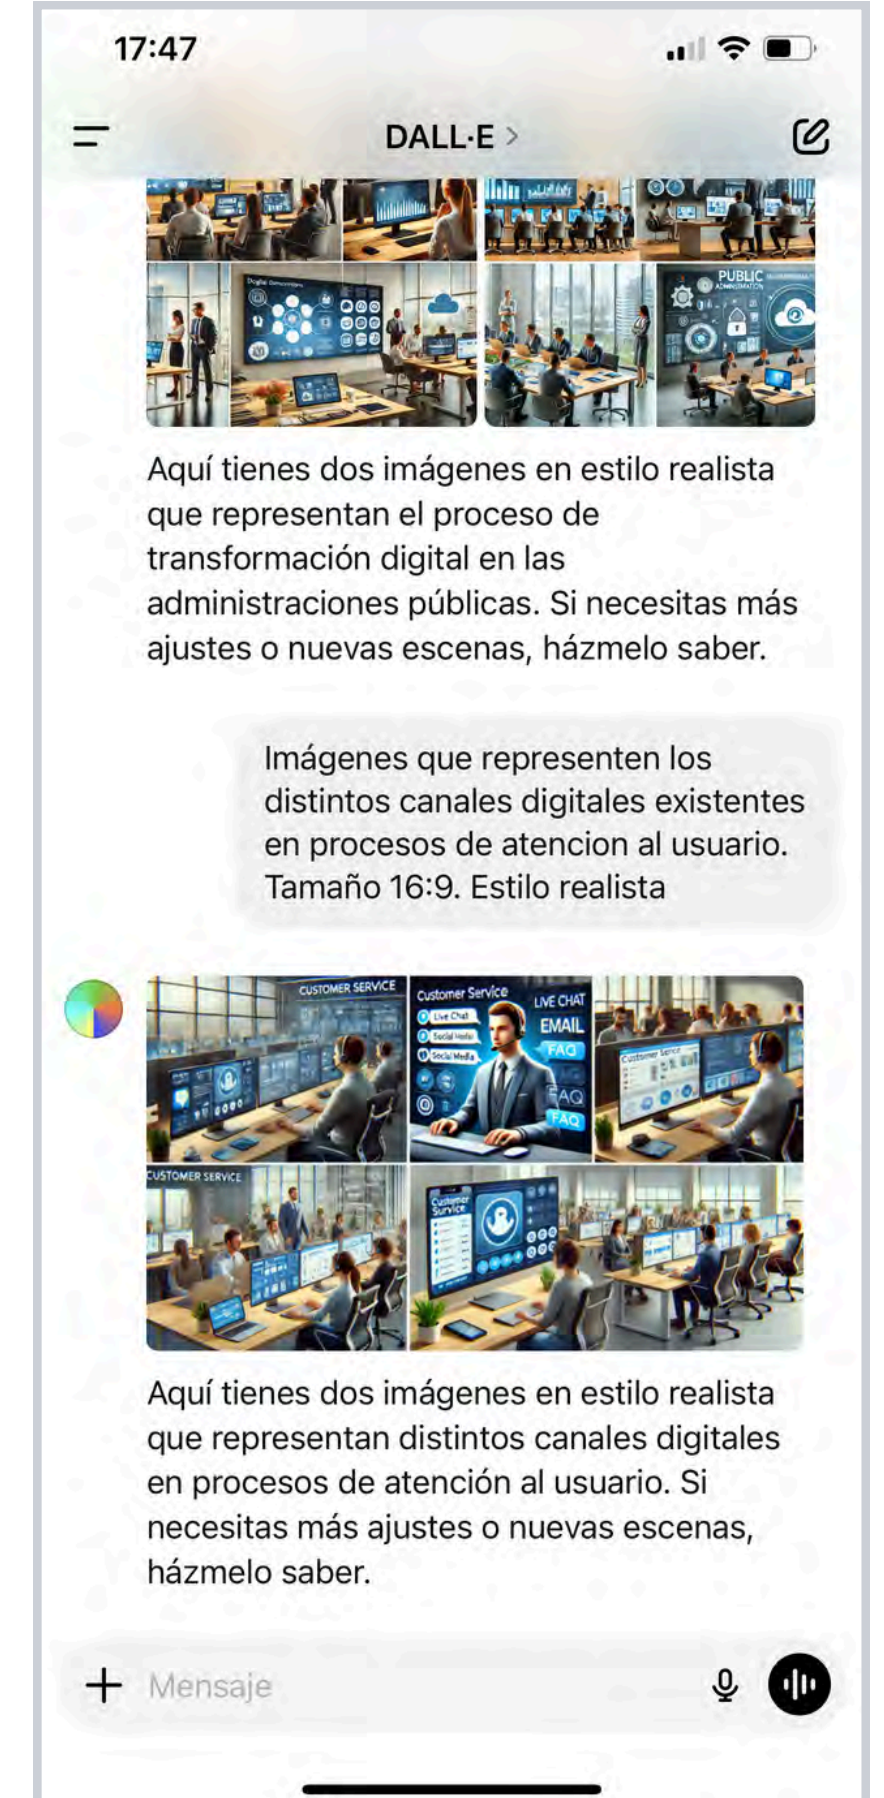 17:47
DALL·E >
PUBLIC
ADMINISTRATION
Aquí tienes dos imágenes en estilo realista
que representan el proceso de
transformación digital en las
administraciones públicas. Si necesitas más
ajustes o nuevas escenas, házmelo saber.
Imágenes que representen los
distintos canales digitales existentes
en procesos de atencion al usuario.
Tamaño 16:9. Estilo realista
CUSTOMER SERVICE
Customer Service
Live Chat
Social Media
LIVE CHAT
EMAIL
FAQ
FAQ
FAQ
CUSTOMER SERVICE
Customer
Service
Aquí tienes dos imágenes en estilo realista
que representan distintos canales digitales
en procesos de atención al usuario. Si
necesitas más ajustes o nuevas escenas,
házmelo saber.
Mensaje